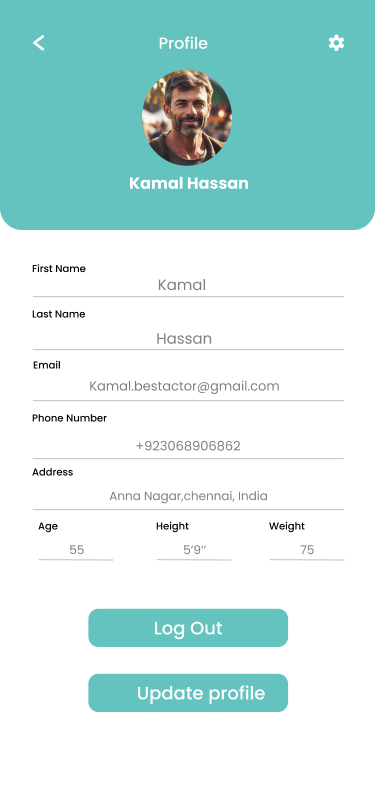 Profile
Kamal Hassan
First Name
Kamal
Last Name
Hassan
Email
Kamal.bestactor@gmail.com
Phone Number
+923068906862
Address
Anna Nagar,chennai, India
Age Height Weight
55 5’9’’ 75
Log Out
Update profile